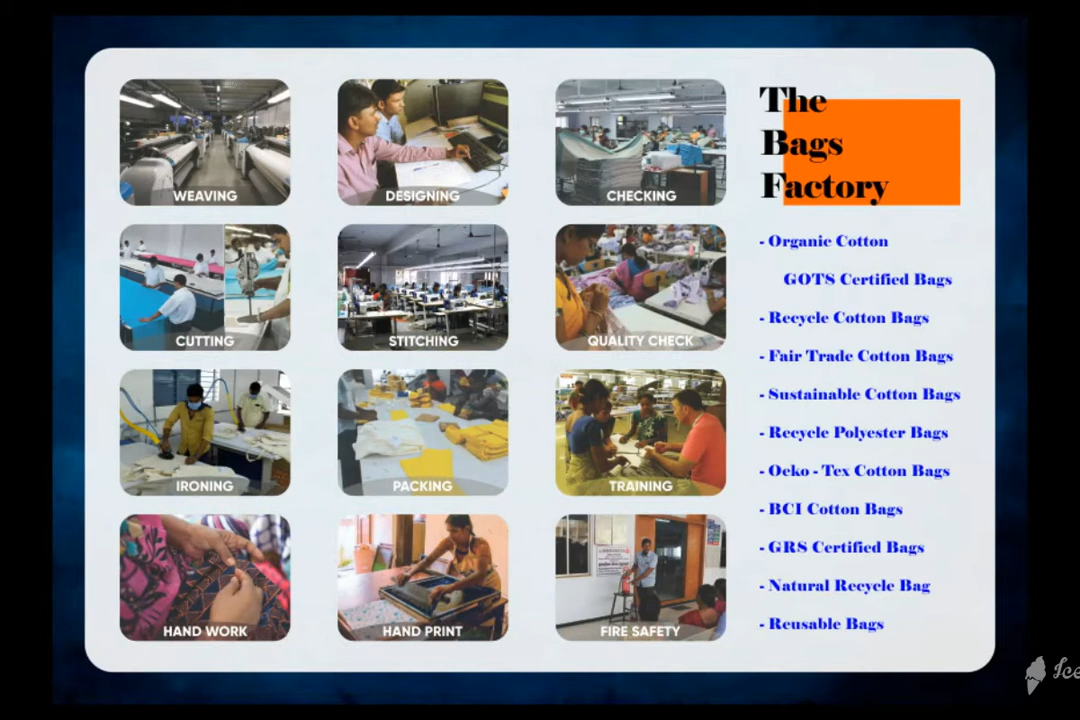 WEAVING
DESIGNING
CHECKING
CUTTING
STITCHING
QUALITY CHECK
IRONING
PACKING
TRAINING
HAND WORK
HAND PRINT
FIRE SAFETY
The
Bags
Factory
- Organic Cotton
GOTS Certified Bags
- Recycle Cotton Bags
- Fair Trade Cotton Bags
- Sustainable Cotton Bags
- Recycle Polyester Bags
- Oeko - Tex Cotton Bags
- BCI Cotton Bags
- GRS Certified Bags
- Natural Recycle Bag
- Reusable Bags